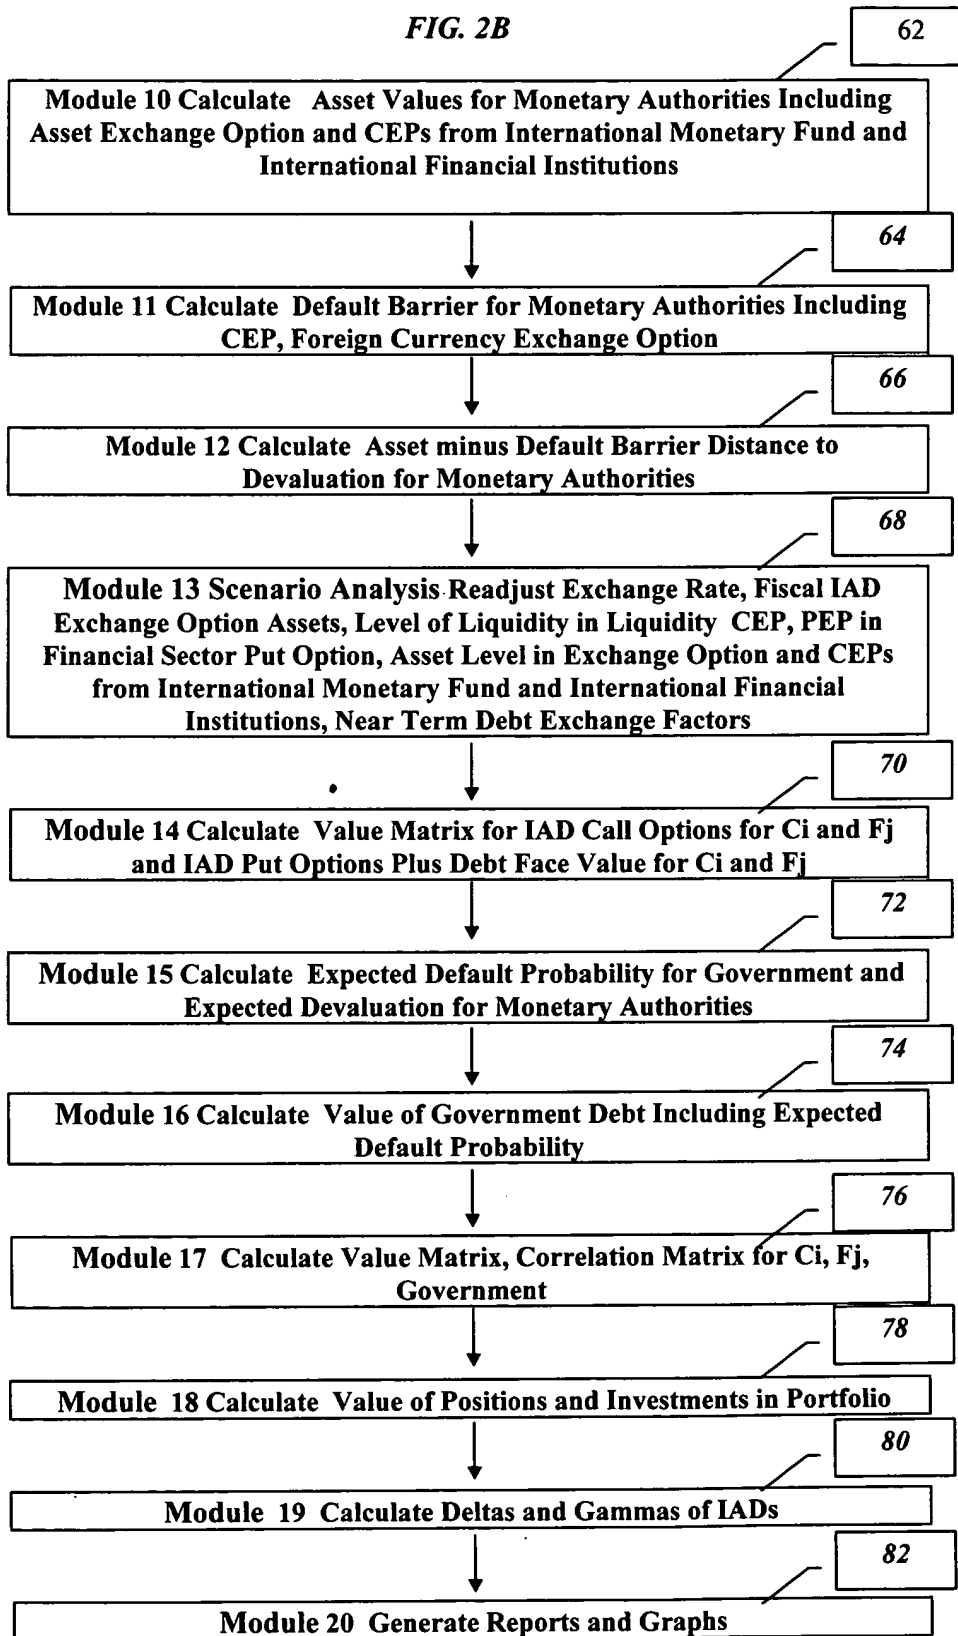 FIG. 2B
62
Module 10 Calculate Asset Values for Monetary Authorities Including
Asset Exchange Option and CEPs from International Monetary Fund and
International Financial Institutions
64
Module 11 Calculate Default Barrier for Monetary Authorities Including
CEP, Foreign Currency Exchange Option
66
Module 12 Calculate Asset minus Default Barrier Distance to
Devaluation for Monetary Authorities
68
Module 13 Scenario Analysis Readjust Exchange Rate, Fiscal IAD
Exchange Option Assets, Level of Liquidity in Liquidity CEP, PEP in
Financial Sector Put Option, Asset Level in Exchange Option and CEPs
from International Monetary Fund and International Financial
Institutions, Near Term Debt Exchange Factors
70
Module 14 Calculate Value Matrix for IAD Call Options for Ci and Fj
and IAD Put Options Plus Debt Face Value for Ci and Fj
72
Module 15 Calculate Expected Default Probability for Government and
Expected Devaluation for Monetary Authorities
74
Module 16 Calculate Value of Government Debt Including Expected
Default Probability
76
Module 17 Calculate Value Matrix, Correlation Matrix for Ci, Fj,
Government
78
Module 18 Calculate Value of Positions and Investments in Portfolio
80
Module 19 Calculate Deltas and Gammas of IADs
82
Module 20 Generate Reports and Graphs